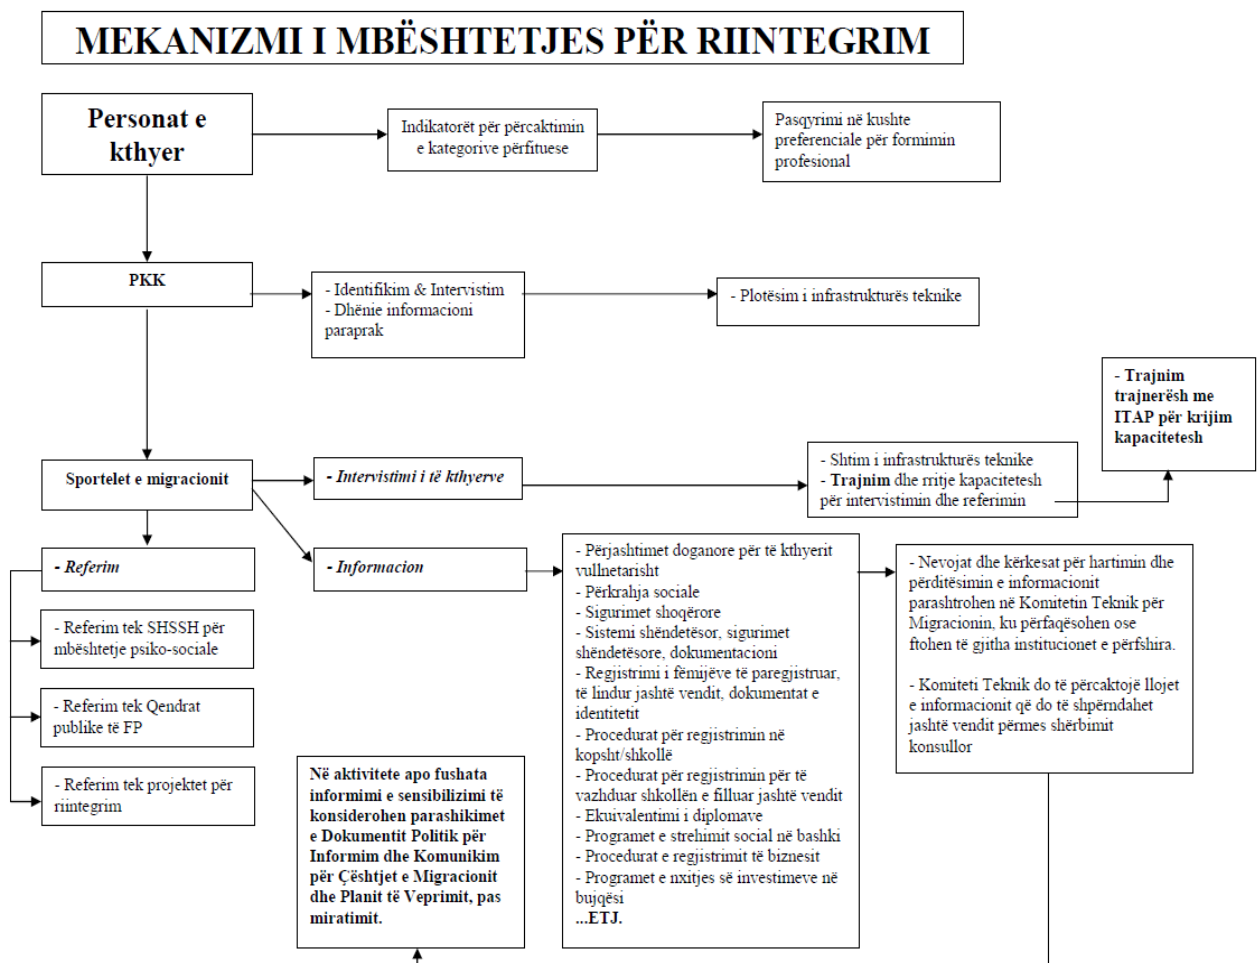 MEKANIZMI I MBËSHTETJES PËR RIINTEGRIM
Personat e
kthyer
Indikatorët për përcaktimin
e kategorive përfituese
Pasqyrimi në kushte
preferenciale për formimin
profesional
PKK
- Identifikim & Intervistim
- Dhënie informacioni
paraprak
- Plotësim i infrastrukturës teknike
- Trajnim
trajnerësh me
ITAP për krijim
kapacitetesh
Sportelet e migracionit
- Intervistimi i të kthyerve
- Shtim i infrastrukturës teknike
- Trajnim dhe rritje kapacitetesh
për intervistimin dhe referimin
- Referim
- Informacion
- Referim tek SHSSH për
mbështetje psiko-sociale
- Referim tek Qendrat
publike të FP
- Referim tek projektet për
riintegrim
Në aktivitete apo fushata
informimi e sensibilizimi të
konsiderohen parashikimet
e Dokumentit Politik për
Informim dhe Komunikim
për Çështjet e Migracionit
dhe Planit të Veprimit, pas
miratimit.
- Përjashtimet doganore për të kthyerit
vullnetarisht
- Përkrahja sociale
- Sigurimet shoqërore
- Sistemi shëndetësor, sigurimet
shëndetësore, dokumentacioni
- Regjistrimi i fëmijëve të paregjistruar,
të lindur jashtë vendit, dokumentat e
identitetit
- Procedurat për regjistrimin në
kopsht/shkollë
- Procedurat për regjistrimin për të
vazhduar shkollën e filluar jashtë vendit
- Ekuivalentimi i diplomave
- Programet e strehimit social në bashki
- Procedurat e regjistrimit të biznesit
- Programet e nxitjes së investimeve në
bujqësi
...ETJ.
- Nevojat dhe kërkesat për hartimin dhe
përditësimin e informacionit
parashtrohen në Komitetin Teknik për
Migracionin, ku përfaqësohen ose
ftohen të gjitha institucionet e përfshira.
- Komiteti Teknik do të përcaktojë llojet
e informacionit që do të shpërndahet
jashtë vendit përmes shërbimit
konsullor